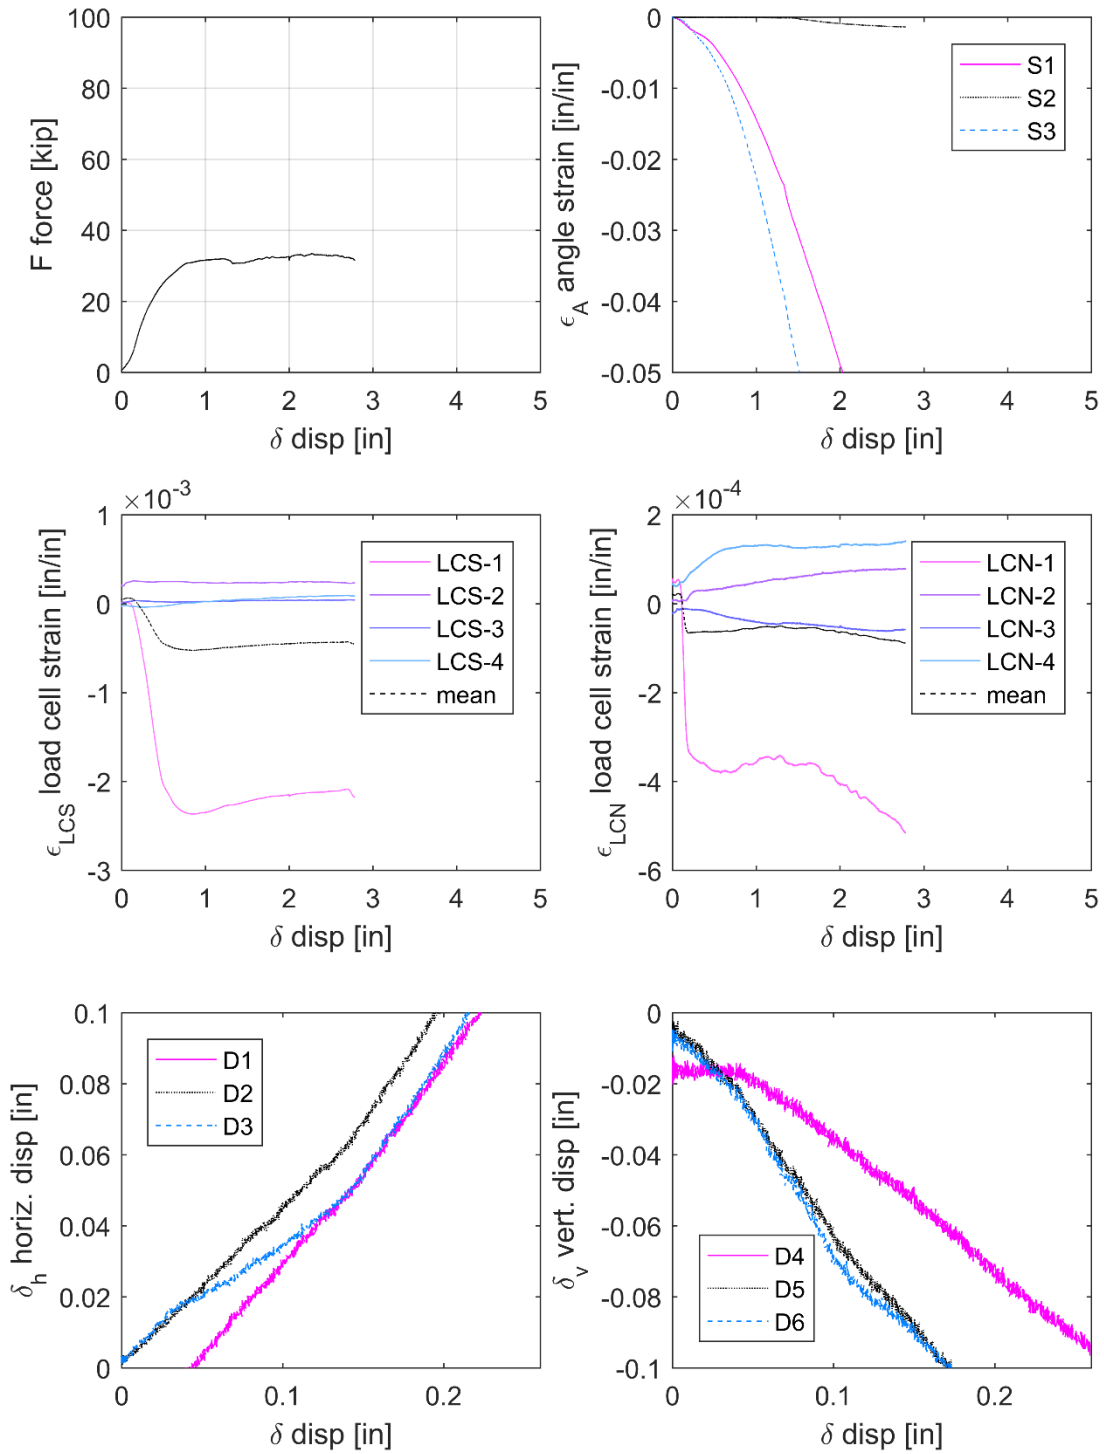 F force [kip]
100
80
60
40
20
0
0 1 2 3 4 5
δ disp [in]
ϵA angle strain [in/in]
0
-0.01
-0.02
-0.03
-0.04
-0.05
S1
S2
S3
0 1 2 3 4 5
δ disp [in]
×10-3
ϵLCS load cell strain [in/in]
1
0
-1
-2
-3
LCS-1
LCS-2
LCS-3
LCS-4
mean
0 1 2 3 4 5
δ disp [in]
×10-4
ϵLCN load cell strain [in/in]
2
0
-2
-4
-6
LCN-1
LCN-2
LCN-3
LCN-4
mean
0 1 2 3 4 5
δ disp [in]
δh horiz. disp [in]
0.1
0.08
0.06
0.04
0.02
0
D1
D2
D3
0 0.1 0.2
δ disp [in]
δv vert. disp [in]
0
-0.02
-0.04
-0.06
-0.08
-0.1
D4
D5
D6
0 0.1 0.2
δ disp [in]